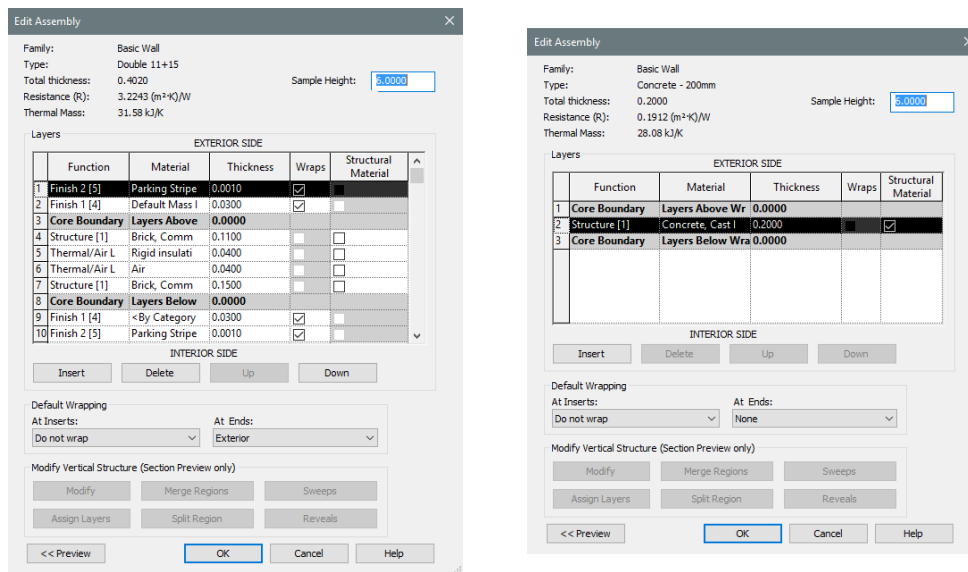 Edit Assembly
Family: Basic Wall
Type: Double 11+15
Total thickness: 0.4020 Sample Height: 6.0000
Resistance (R): 3.2243 (m²·K)/W
Thermal Mass: 31.58 kJ/K
Layers
EXTERIOR SIDE
Function Material Thickness Wraps Structural Material
1 Finish 2 [5] Parking Stripe 0.0010
2 Finish 1 [4] Default Mass I 0.0300
3 Core Boundary Layers Above 0.0000
4 Structure [1] Brick, Comm 0.1100
5 Thermal/Air L Rigid insulati 0.0400
6 Thermal/Air L Air 0.0400
7 Structure [1] Brick, Comm 0.1500
8 Core Boundary Layers Below 0.0000
9 Finish 1 [4] <By Category 0.0300
10 Finish 2 [5] Parking Stripe 0.0010
INTERIOR SIDE
Insert Delete Up Down
Default Wrapping
At Inserts: At Ends:
Do not wrap Exterior
Modify Vertical Structure (Section Preview only)
Modify Merge Regions Sweeps
Assign Layers Split Region Reveals
<< Preview OK Cancel Help
Edit Assembly
Family: Basic Wall
Type: Concrete - 200mm
Total thickness: 0.2000 Sample Height: 6.0000
Resistance (R): 0.1912 (m²·K)/W
Thermal Mass: 28.08 kJ/K
Layers
EXTERIOR SIDE
Function Material Thickness Wraps Structural Material
1 Core Boundary Layers Above Wr 0.0000
2 Structure [1] Concrete, Cast I 0.2000
3 Core Boundary Layers Below Wra 0.0000
INTERIOR SIDE
Insert Delete Up Down
Default Wrapping
At Inserts: At Ends:
Do not wrap None
Modify Vertical Structure (Section Preview only)
Modify Merge Regions Sweeps
Assign Layers Split Region Reveals
<< Preview OK Cancel Help